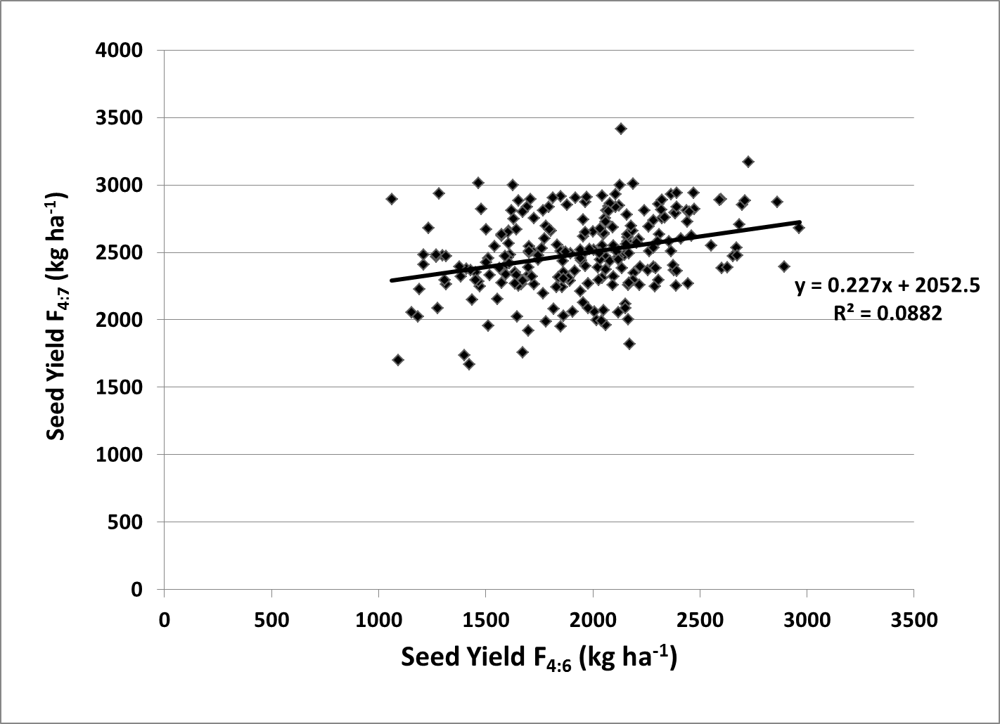 4000
3500
3000
2500
2000
1500
1000
500
0
Seed Yield F4:7 (kg ha-1)
y = 0.227x + 2052.5
R² = 0.0882
0 500 1000 1500 2000 2500 3000 3500
Seed Yield F4:6 (kg ha-1)